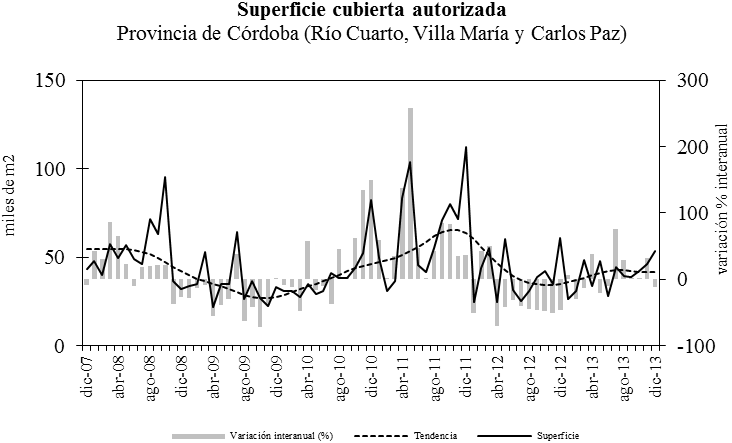 Superficie cubierta autorizada
Provincia de Córdoba (Río Cuarto, Villa María y Carlos Paz)
150
100
50
0
miles de m2
300
200
100
0
-100
variación % interanual
dic-07
abr-08
ago-08
dic-08
abr-09
ago-09
dic-09
abr-10
ago-10
dic-10
abr-11
ago-11
dic-11
abr-12
ago-12
dic-12
abr-13
ago-13
dic-13
Variación interanual (%)
Tendencia
Superficie